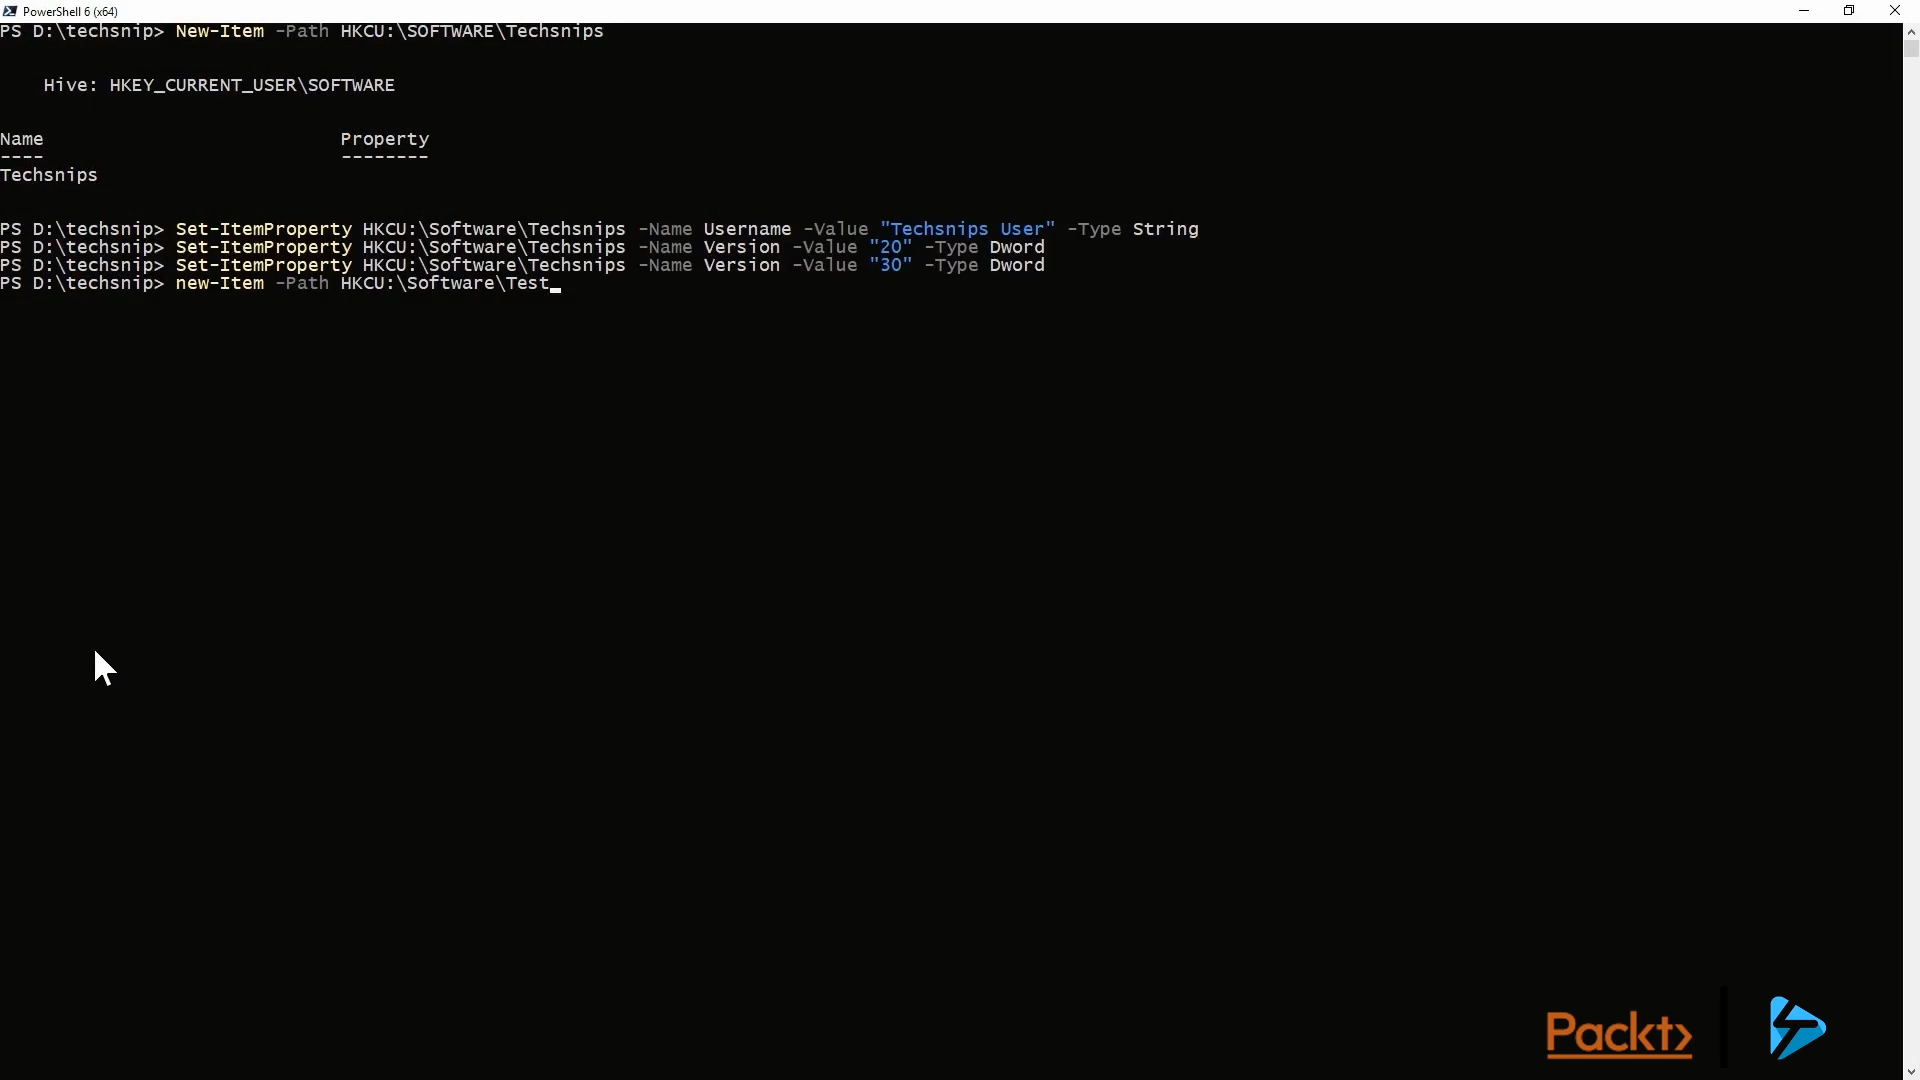 PowerShell 6 (x64)
PS D:\techsnip> New-Item -Path HKCU:\SOFTWARE\Techsnips
Hive: HKEY_CURRENT_USER\SOFTWARE
Name                           Property
----                           --------
Techsnips
PS D:\techsnip> Set-ItemProperty HKCU:\Software\Techsnips -Name Username -Value "Techsnips User" -Type String
PS D:\techsnip> Set-ItemProperty HKCU:\Software\Techsnips -Name Version -Value "20" -Type Dword
PS D:\techsnip> Set-ItemProperty HKCU:\Software\Techsnips -Name Version -Value "30" -Type Dword
PS D:\techsnip> new-Item -Path HKCU:\Software\Test
Packt>